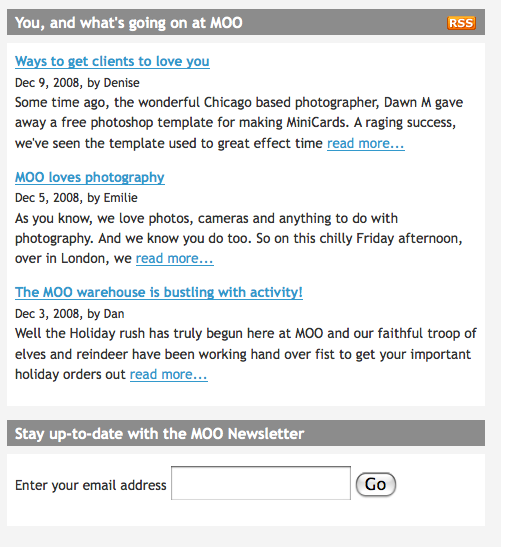 You, and what's going on at MOO
RSS
Ways to get clients to love you
Dec 9, 2008, by Denise
Some time ago, the wonderful Chicago based photographer, Dawn M gave
away a free photoshop template for making MiniCards. A raging success,
we've seen the template used to great effect time read more...
MOO loves photography
Dec 5, 2008, by Emilie
As you know, we love photos, cameras and anything to do with
photography. And we know you do too. So on this chilly Friday afternoon,
over in London, we read more...
The MOO warehouse is bustling with activity!
Dec 3, 2008, by Dan
Well the Holiday rush has truly begun here at MOO and our faithful troop of
elves and reindeer have been working hand over fist to get your important
holiday orders out read more...
Stay up-to-date with the MOO Newsletter
Enter your email address
Go